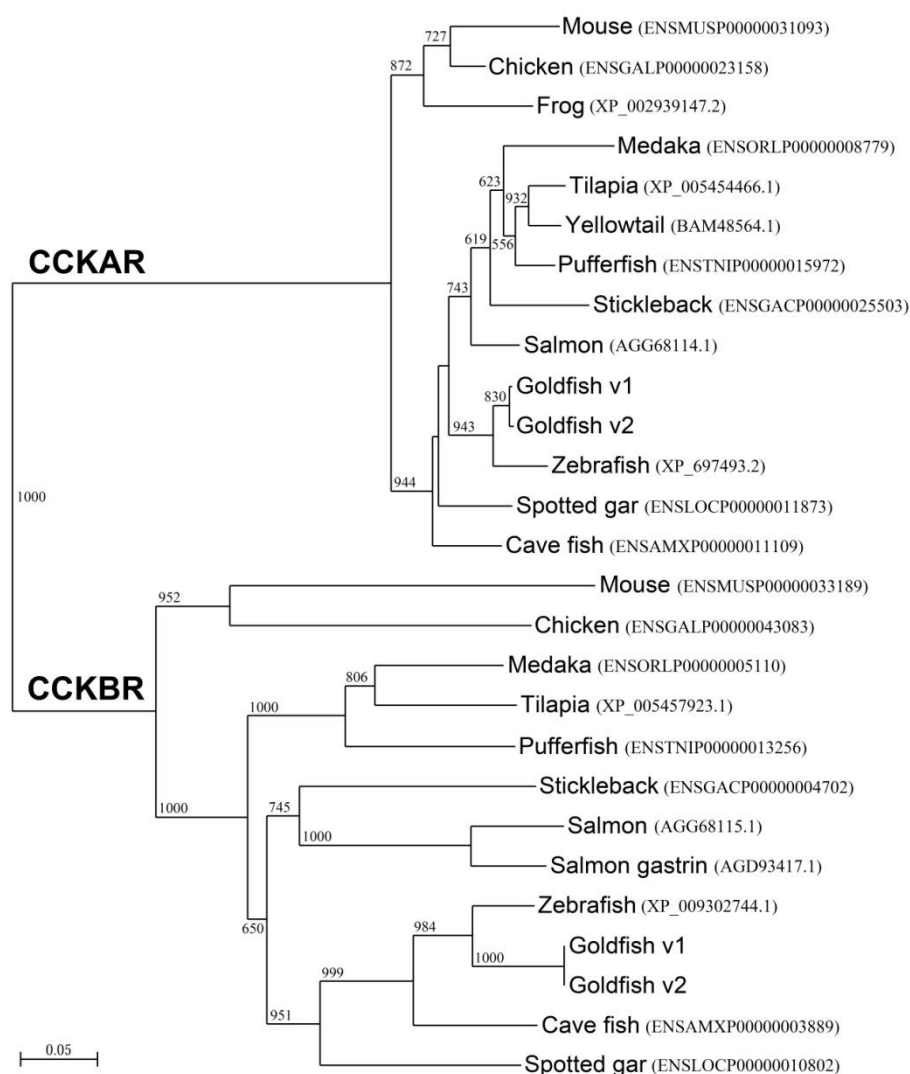 Mouse (ENSMUSP00000031093)
727
872
Chicken (ENSGALP00000023158)
Frog (XP_002939147.2)
Medaka (ENSORLP00000008779)
623
Tilapia (XP_005454466.1)
932
Yellowtail (BAM48564.1)
619
556
CCKAR
Pufferfish (ENSTNIP00000015972)
743
Stickleback (ENSGACP00000025503)
Salmon (AGG68114.1)
Goldfish v1
830
Goldfish v2
943
Zebrafish (XP_697493.2)
944
1000
Spotted gar (ENSLOCP00000011873)
Cave fish (ENSAMXP00000011109)
Mouse (ENSMUSP00000033189)
952
Chicken (ENSGALP00000043083)
Medaka (ENSORLP00000005110)
806
CCKBR
Tilapia (XP_005457923.1)
1000
Pufferfish (ENSTNIP00000013256)
Stickleback (ENSGACP00000004702)
1000
745
Salmon (AGG68115.1)
1000
Salmon gastrin (AGD93417.1)
Zebrafish (XP_009302744.1)
650
984
Goldfish v1
1000
999
Goldfish v2
951
Cave fish (ENSAMXP00000003889)
0.05
Spotted gar (ENSLOCP00000010802)